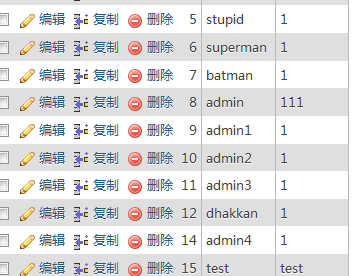 编辑 复制 删除 5 stupid 1
编辑 复制 删除 6 superman 1
编辑 复制 删除 7 batman 1
编辑 复制 删除 8 admin 111
编辑 复制 删除 9 admin1 1
编辑 复制 删除 10 admin2 1
编辑 复制 删除 11 admin3 1
编辑 复制 删除 12 dhakkan 1
编辑 复制 删除 14 admin4 1
编辑 复制 删除 15 test test